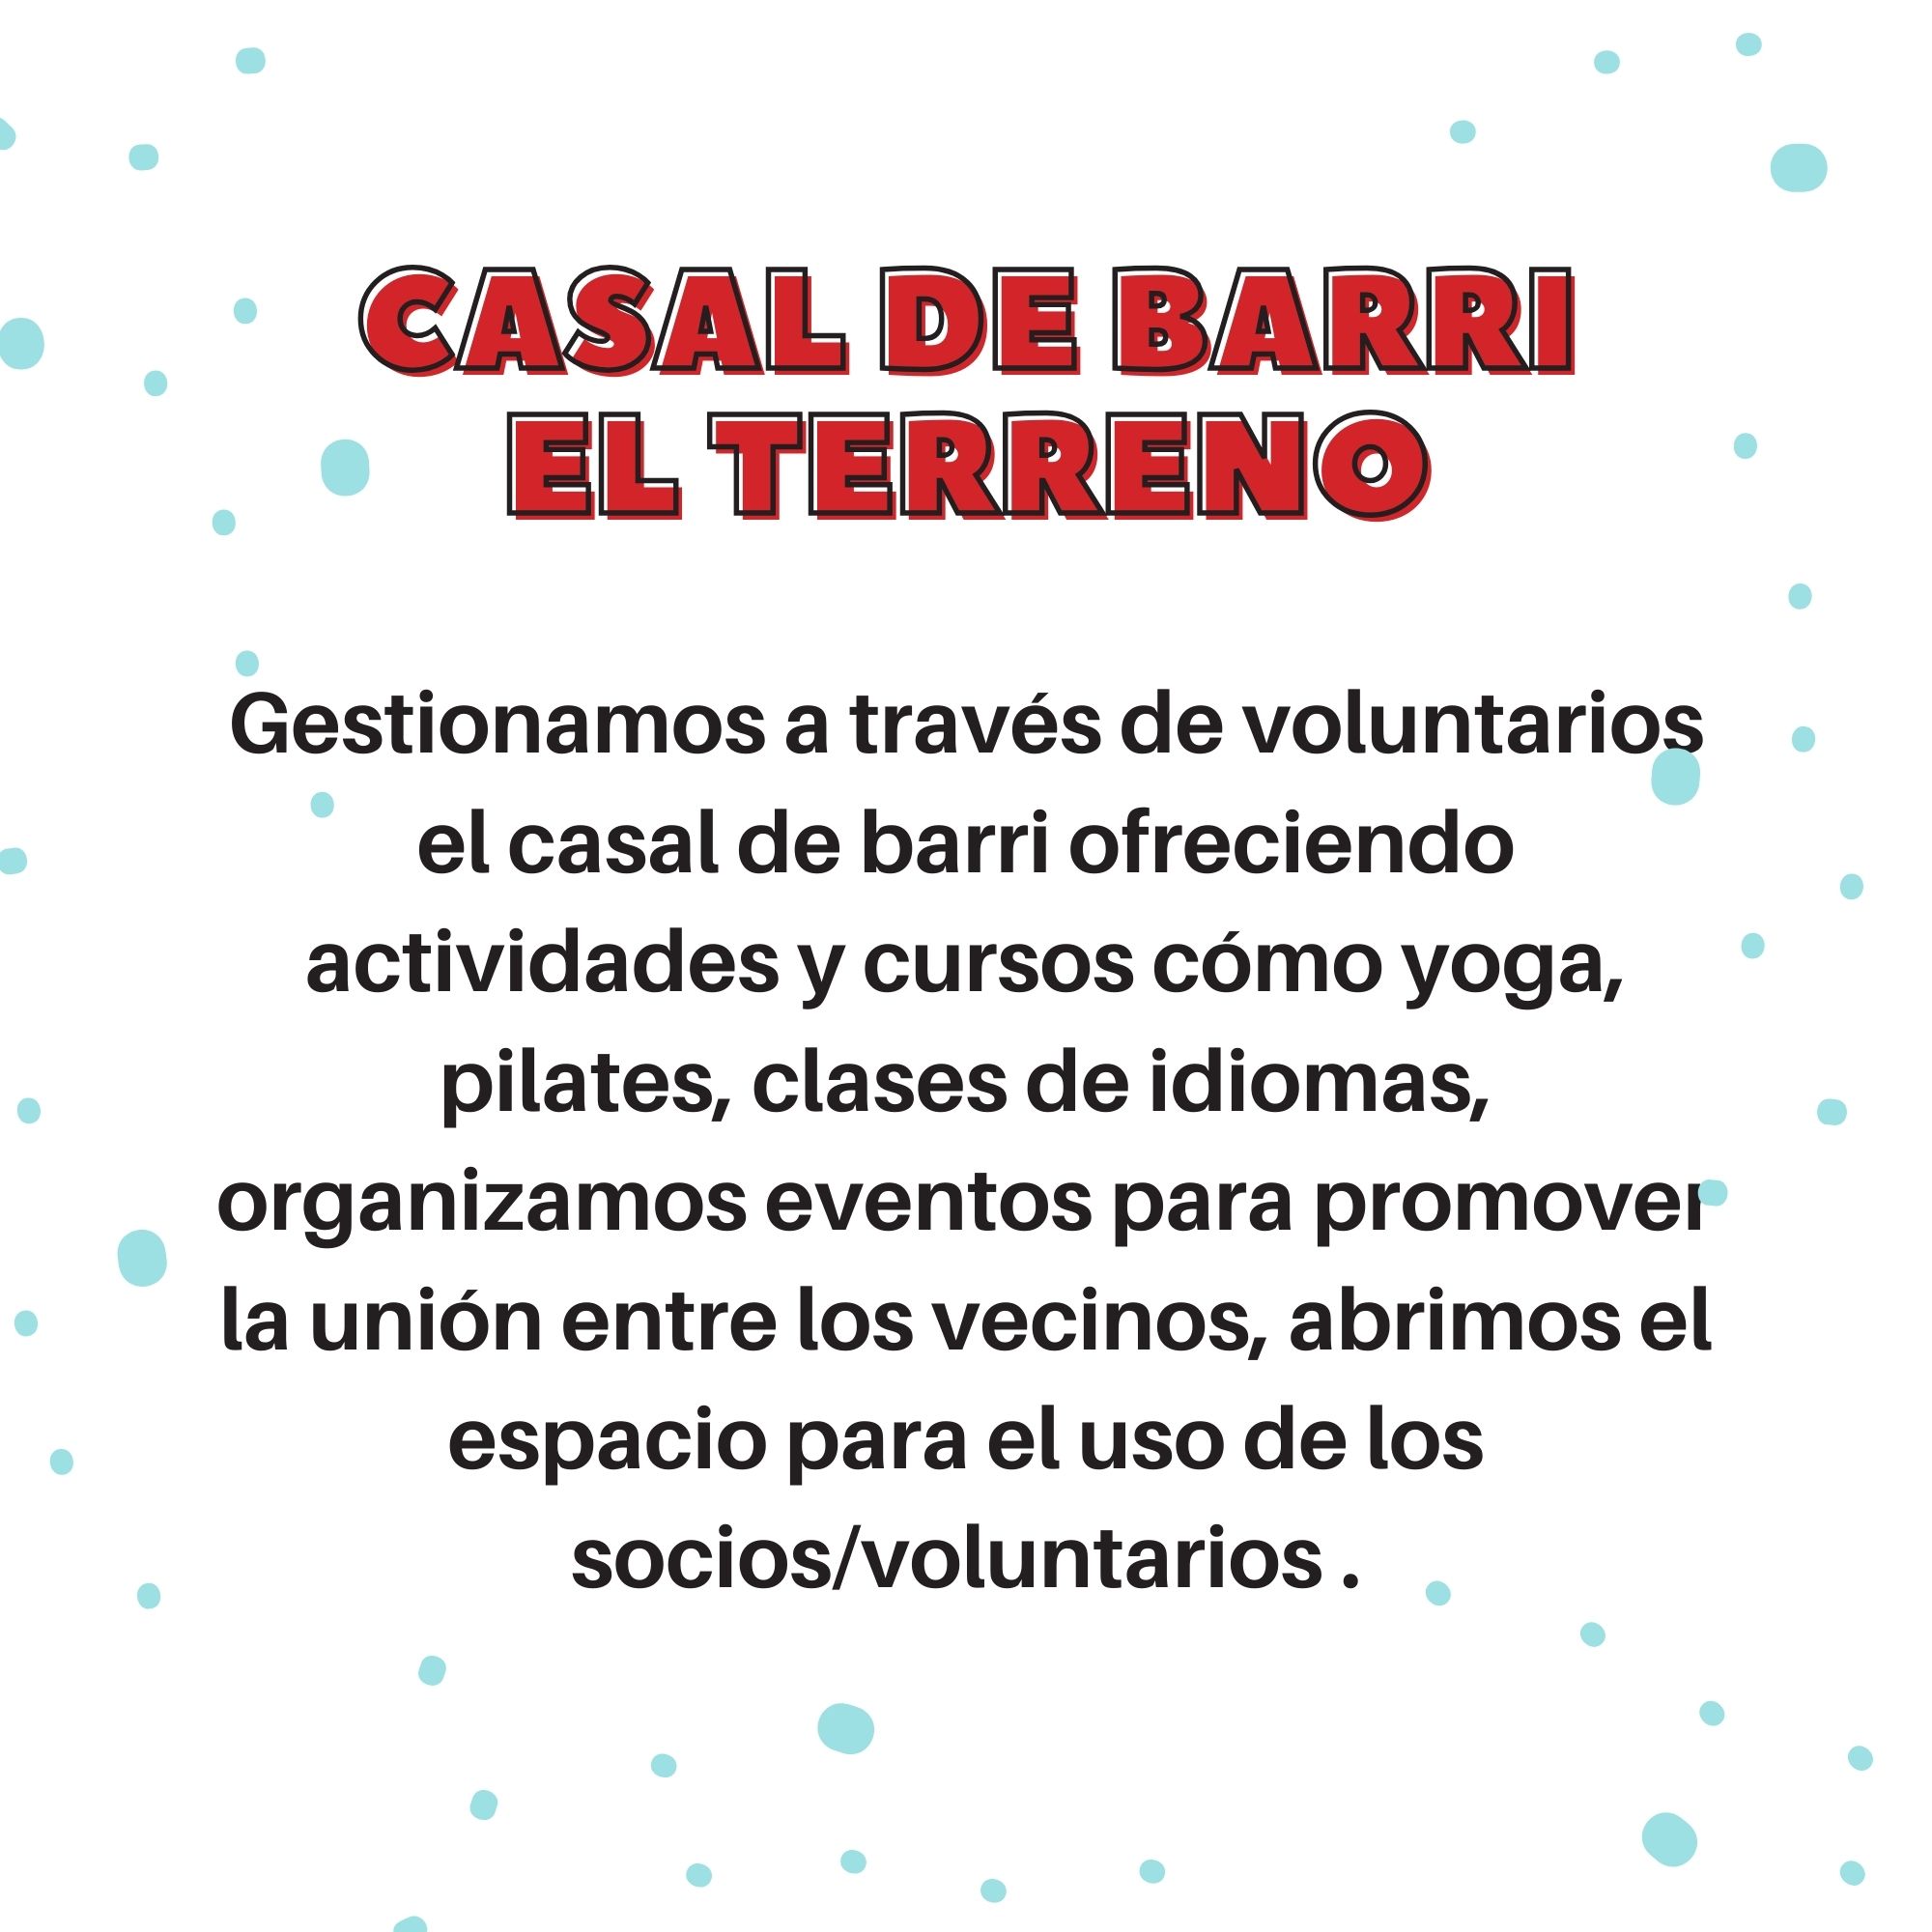 CASAL DE BARRI
EL TERRENO
Gestionamos a través de voluntarios
el casal de barri ofreciendo
actividades y cursos cómo yoga,
pilates, clases de idiomas,
organizamos eventos para promover
la unión entre los vecinos, abrimos el
espacio para el uso de los
socios/voluntarios .